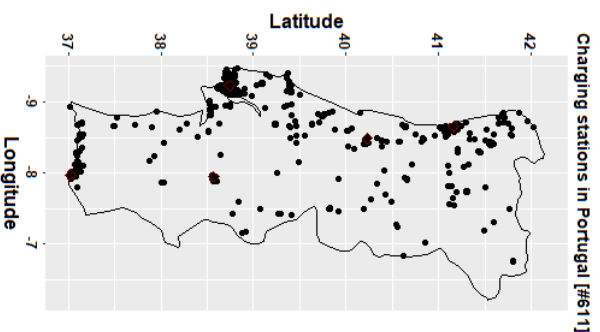 Charging stations in Portugal [#611]
Latitude
37 38 39 40 41 42
-9
-8
-7
Longitude